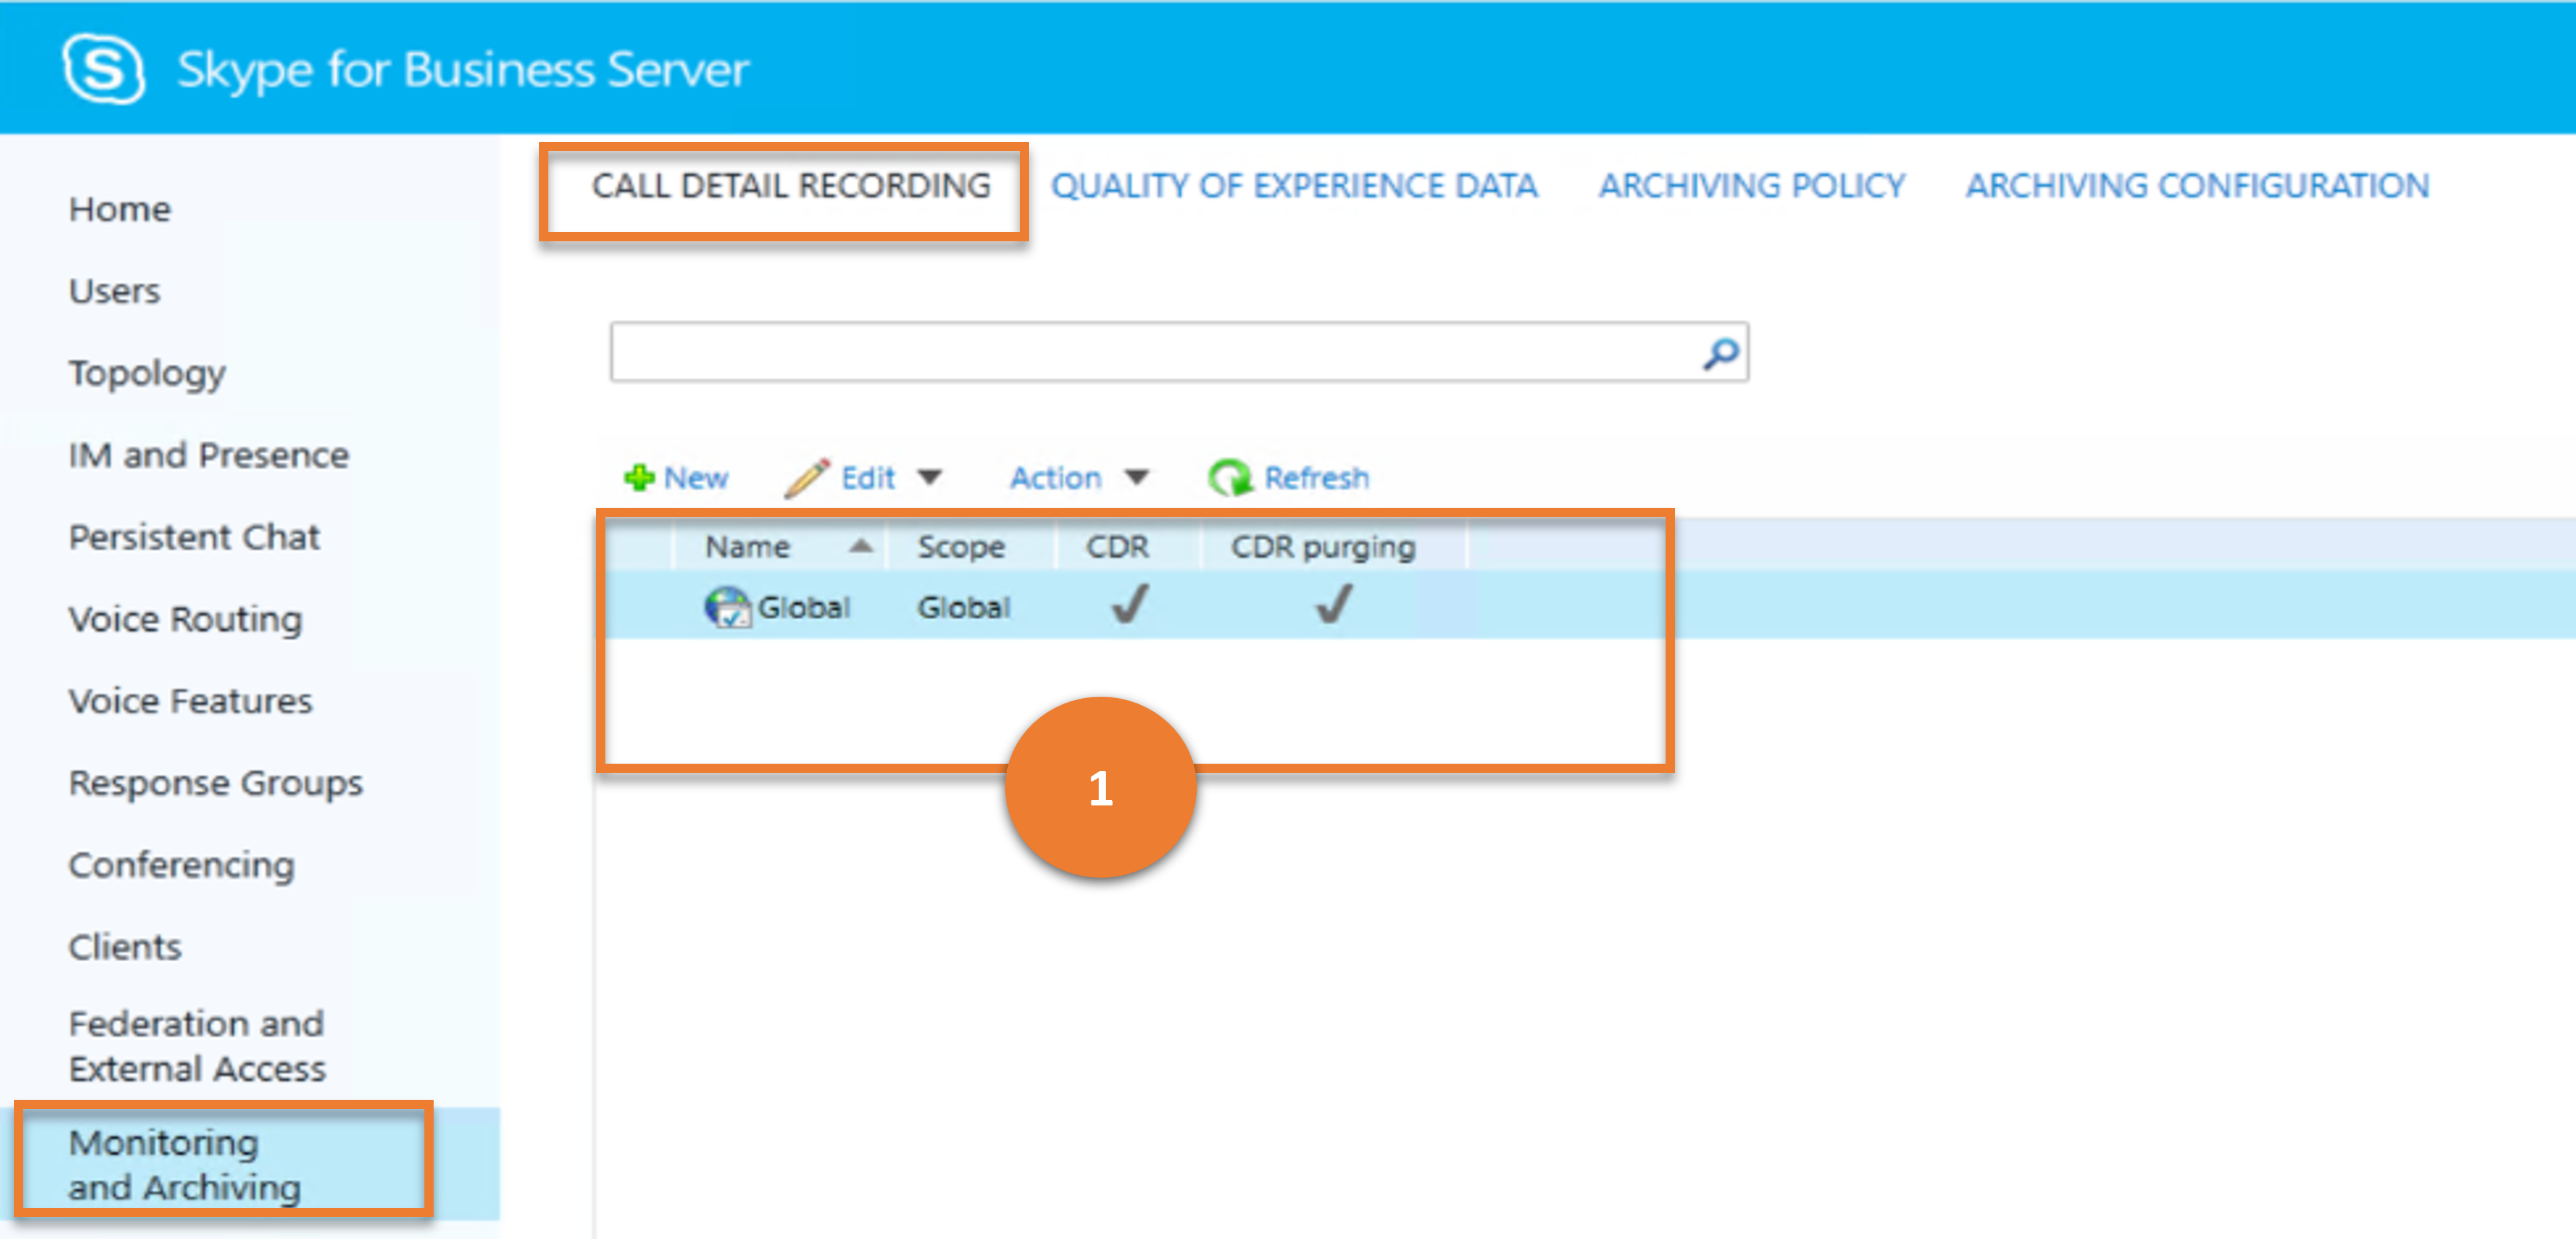 Skype for Business Server
Home
Users
Topology
IM and Presence
Persistent Chat
Voice Routing
Voice Features
Response Groups
Conferencing
Clients
Federation and
External Access
Monitoring
and Archiving
CALL DETAIL RECORDING QUALITY OF EXPERIENCE DATA ARCHIVING POLICY ARCHIVING CONFIGURATION
New Edit Action Refresh
Name Scope CDR CDR purging
Global Global
1